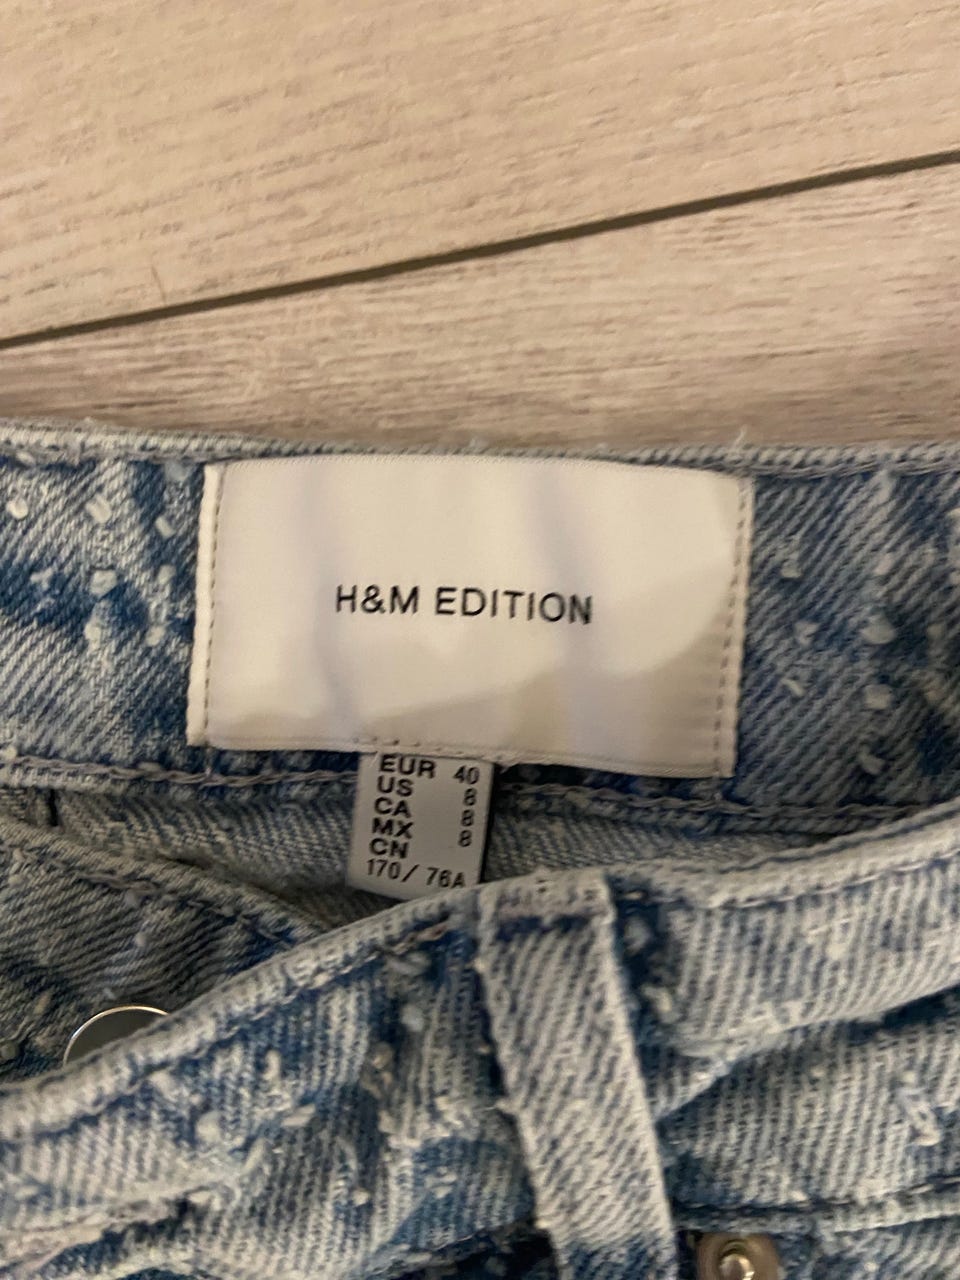 H&M EDITION
EUR 40
US 8
CA 8
MX 8
CN
170/ 76A